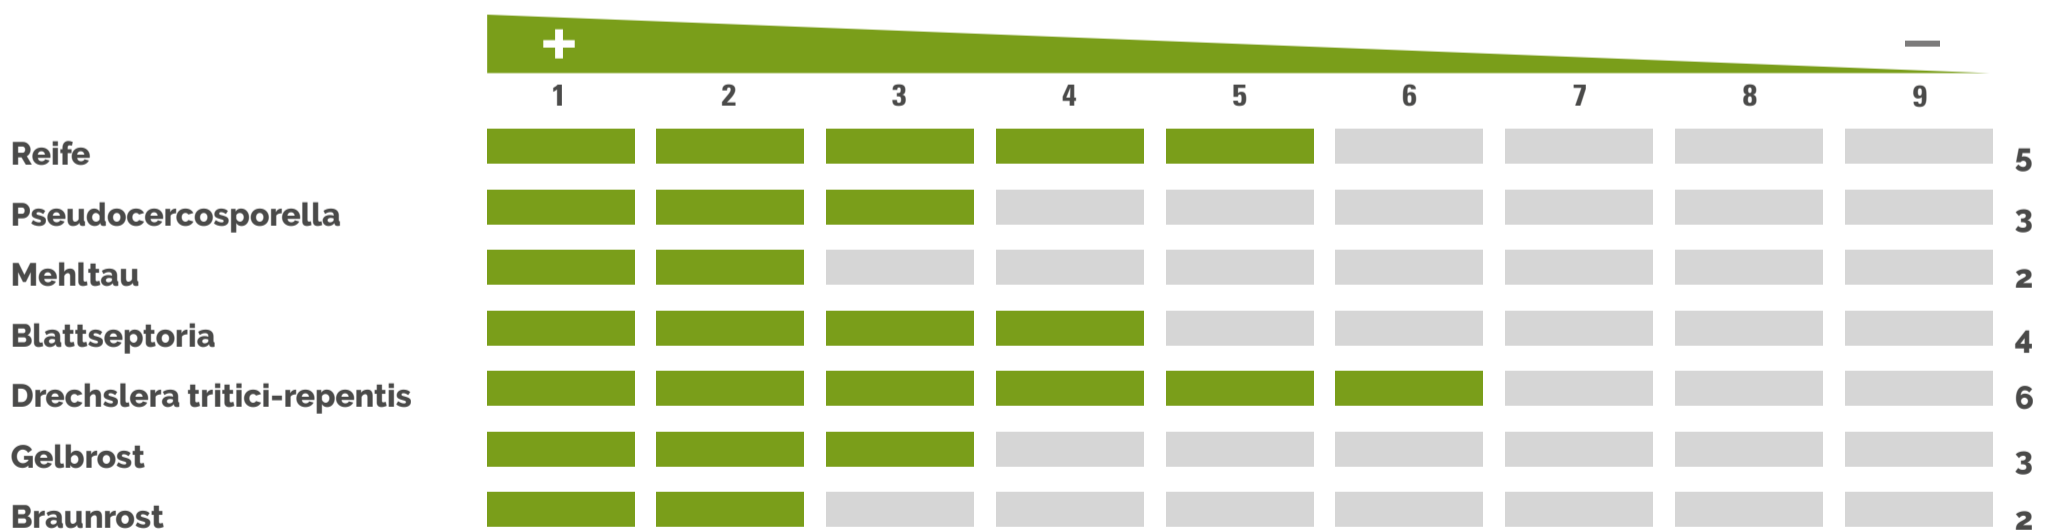 + –
1 2 3 4 5 6 7 8 9
Reife 5
Pseudocercosporella 3
Mehltau 2
Blattseptoria 4
Drechslera tritici-repentis 6
Gelbrost 3
Braunrost 2